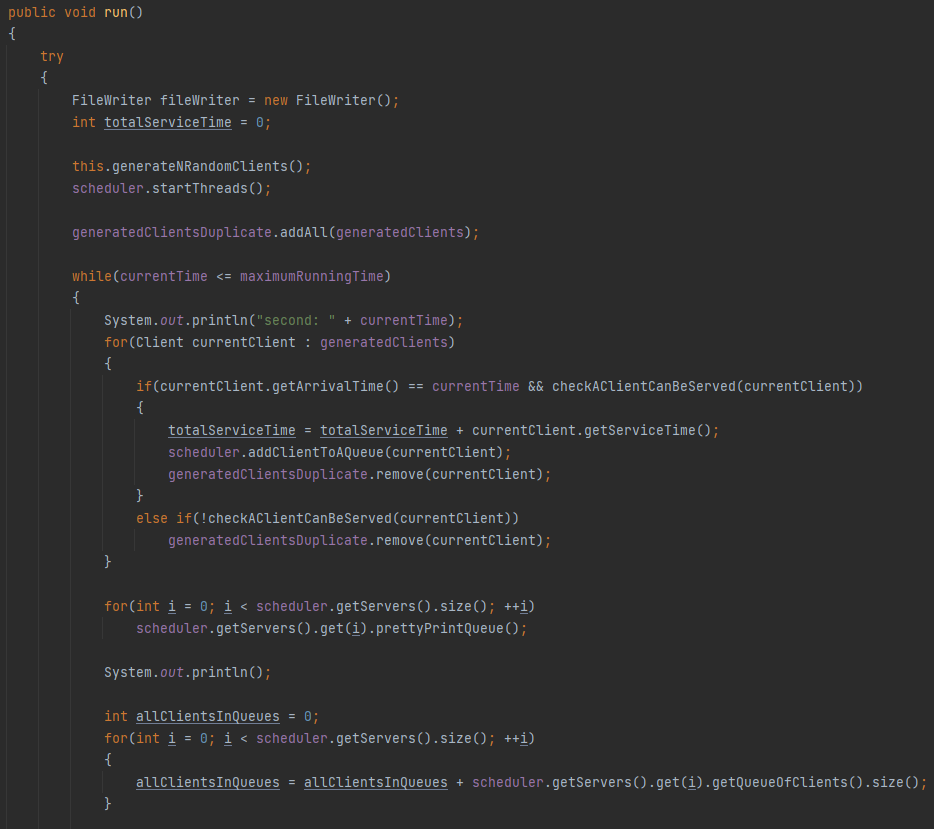 public void run()
{
    try
    {
        FileWriter fileWriter = new FileWriter();
        int totalServiceTime = 0;

        this.generateNRandomClients();
        scheduler.startThreads();

        generatedClientsDuplicate.addAll(generatedClients);

        while(currentTime <= maximumRunningTime)
        {
            System.out.println("second: " + currentTime);
            for(Client currentClient : generatedClients)
            {
                if(currentClient.getArrivalTime() == currentTime && checkAClientCanBeServed(currentClient))
                {
                    totalServiceTime = totalServiceTime + currentClient.getServiceTime();
                    scheduler.addClientToAQueue(currentClient);
                    generatedClientsDuplicate.remove(currentClient);
                }
                else if(!checkAClientCanBeServed(currentClient))
                    generatedClientsDuplicate.remove(currentClient);
            }

            for(int i = 0; i < scheduler.getServers().size(); ++i)
                scheduler.getServers().get(i).prettyPrintQueue();

            System.out.println();

            int allClientsInQueues = 0;
            for(int i = 0; i < scheduler.getServers().size(); ++i)
            {
                allClientsInQueues = allClientsInQueues + scheduler.getServers().get(i).getQueueOfClients().size();
            }